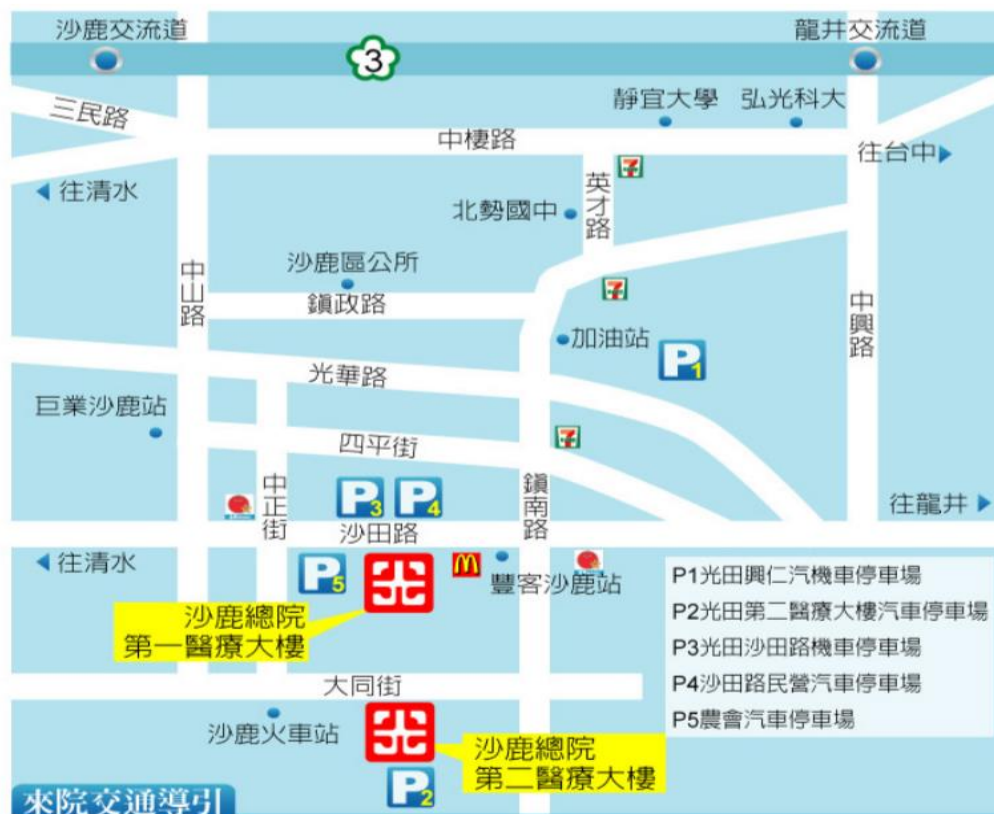 沙鹿交流道
龍井交流道
3
三民路
靜宜大學
弘光科大
中棲路
往台中
往清水
英才路
7
北勢國中
中山路
沙鹿區公所
鎮政路
7
中興路
加油站
P1
光華路
巨業沙鹿站
四平街
7
中正街
P3
P4
鎮南路
沙田路
往龍井
往清水
P5
光
M
豐客沙鹿站
沙鹿總院
第一醫療大樓
P1光田興仁汽機車停車場
P2光田第二醫療大樓汽車停車場
P3光田沙田路機車停車場
P4沙田路民營汽車停車場
P5農會汽車停車場
大同街
沙鹿火車站
光
沙鹿總院
第二醫療大樓
P2
來院交通導引